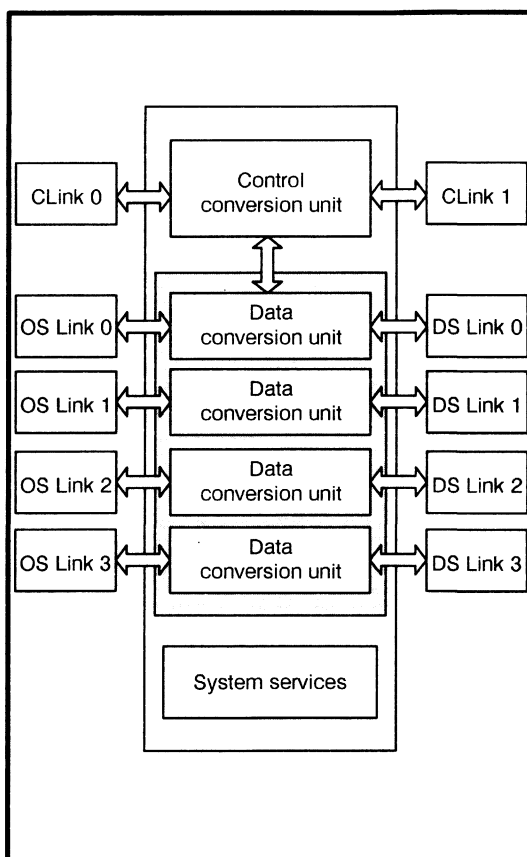 CLink 0
Control
conversion unit
CLink 1
OS Link 0
Data
conversion unit
DS Link 0
OS Link 1
Data
conversion unit
DS Link 1
OS Link 2
Data
conversion unit
DS Link 2
OS Link 3
Data
conversion unit
DS Link 3
System services